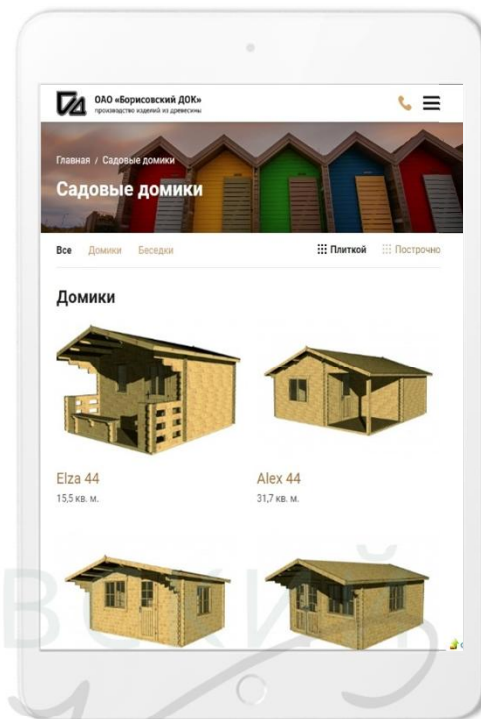 ОАО «Борисовский ДОК»
производство изделий из древесины
Главная / Садовые домики
Садовые домики
Все Домики Беседки Плиткой Построчно
Домики
Elza 44 Alex 44
15,5 кв. м. 31,7 кв. м.
ВСКИЙ